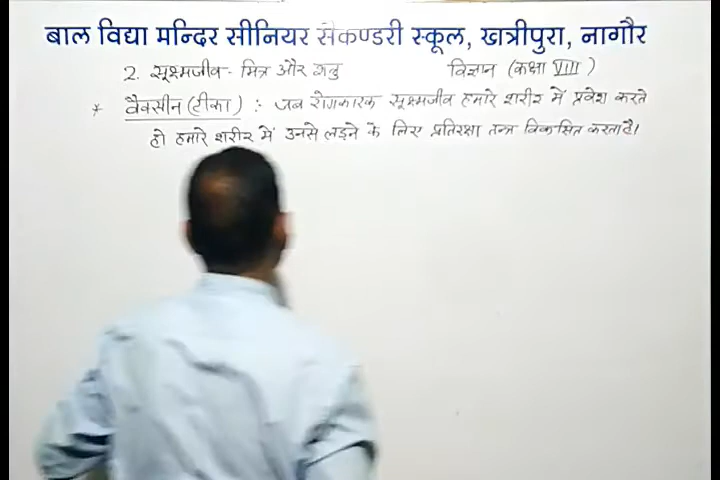 बाल विद्या मन्दिर सीनियर सैकण्डरी स्कूल, खत्रीपुरा, नागौर
2. सूक्ष्मजीव - मित्र और शत्रु विज्ञान (कक्षा VIII)
* वैक्सीन (टीका) :- जब रोगकारक सूक्ष्मजीव हमारे शरीर में प्रवेश करते
हो हमारे शरीर में उनसे लड़ने के लिए प्रतिरक्षा तन्त्र विकसित करता है।